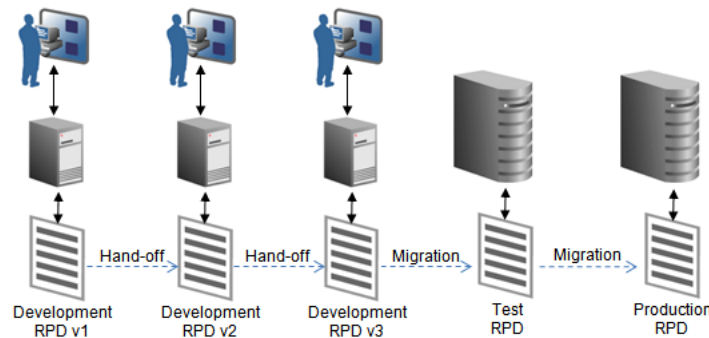 Hand-off
Hand-off
Migration
Migration
Development
RPD v1
Development
RPD v2
Development
RPD v3
Test
RPD
Production
RPD